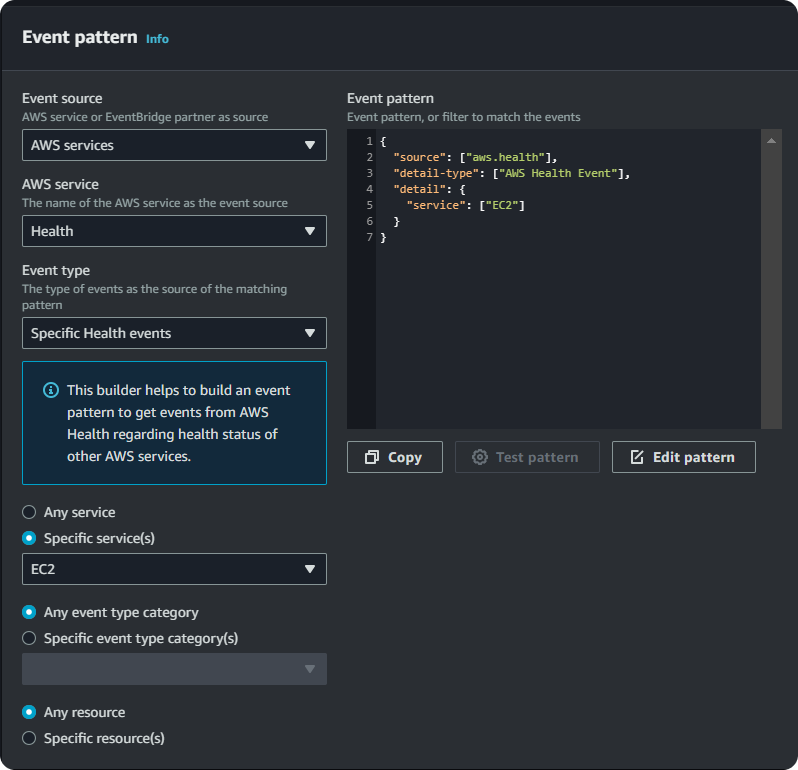 Event pattern Info
Event source
AWS service or EventBridge partner as source
AWS services
AWS service
The name of the AWS service as the event source
Health
Event type
The type of events as the source of the matching
pattern
Specific Health events
This builder helps to build an event
pattern to get events from AWS
Health regarding health status of
other AWS services.
Any service
Specific service(s)
EC2
Any event type category
Specific event type category(s)
Any resource
Specific resource(s)
Event pattern
Event pattern, or filter to match the events
1 {
2   "source": ["aws.health"],
3   "detail-type": ["AWS Health Event"],
4   "detail": {
5     "service": ["EC2"]
6   }
7 }
Copy Test pattern Edit pattern